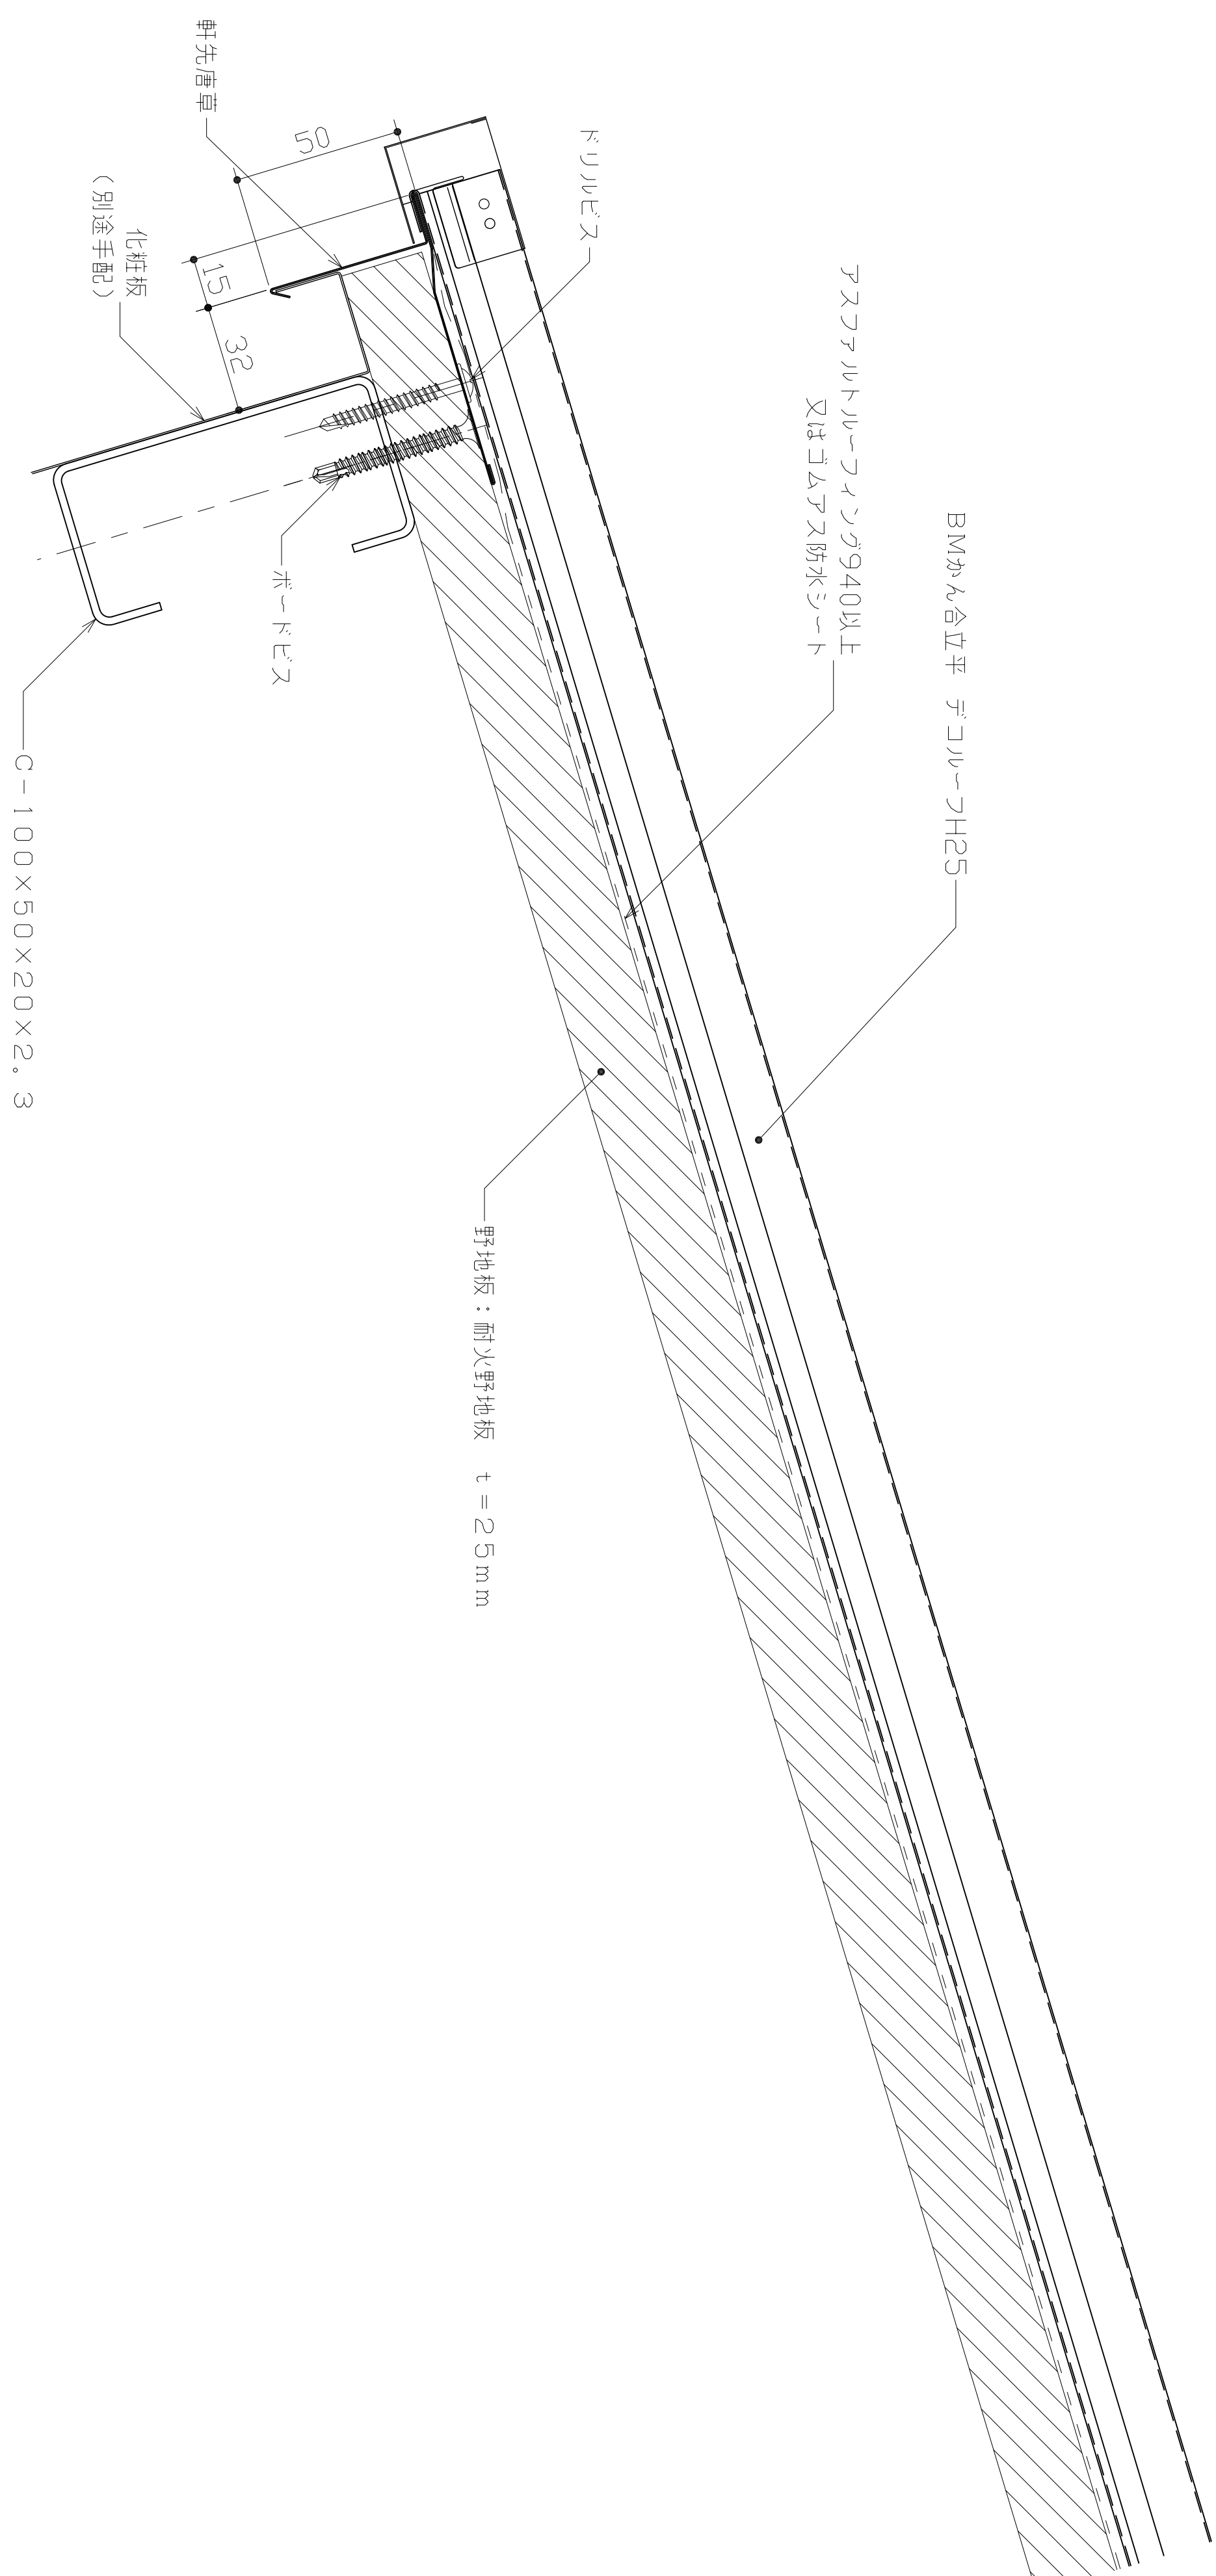 BMかん合立平　デコルーフH25
アスファルトルーフィング940以上
又はゴムアス防水シート
ドリルビス
軒先唐草
50
15
32
化粧板
（別途手配）
ボードビス
野地板：耐火野地板　t＝25mm
C－100×50×20×2．3